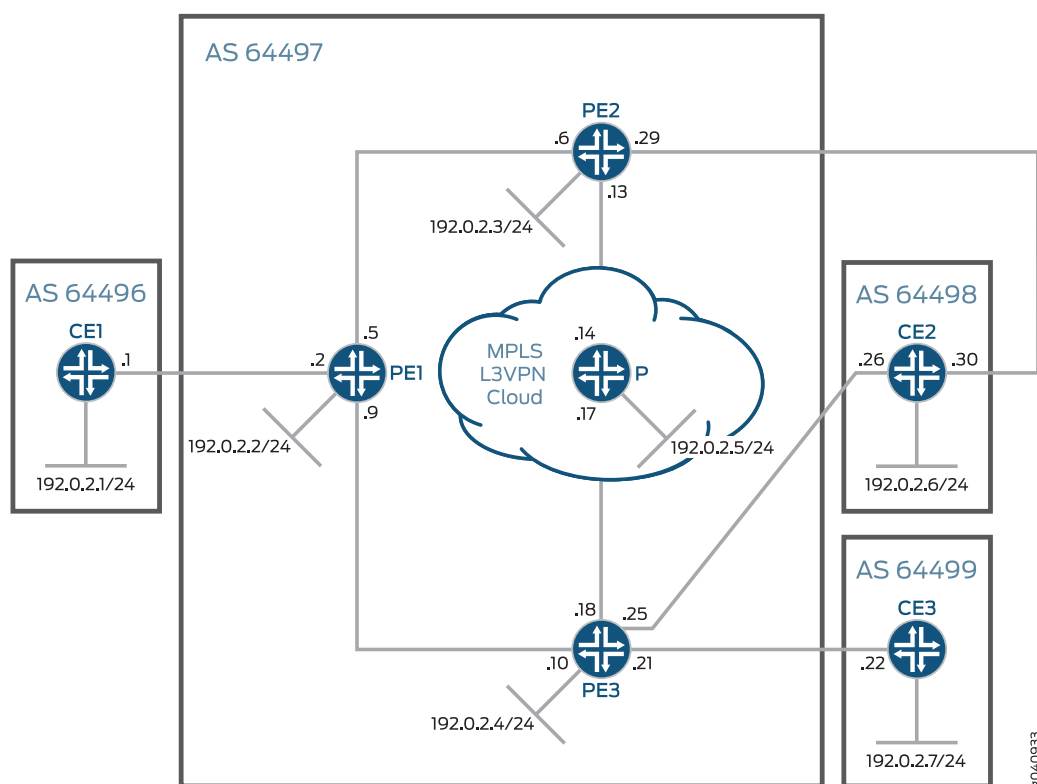 AS 64497
PE2
.6
.29
.13
192.0.2.3/24
AS 64496
CE1
.1
192.0.2.1/24
.5
.2
PE1
.9
192.0.2.2/24
MPLS
L3VPN
Cloud
.14
P
.17
192.0.2.5/24
AS 64498
CE2
.26
.30
192.0.2.6/24
.18
.25
.10
.21
PE3
192.0.2.4/24
AS 64499
CE3
.22
192.0.2.7/24
g040933